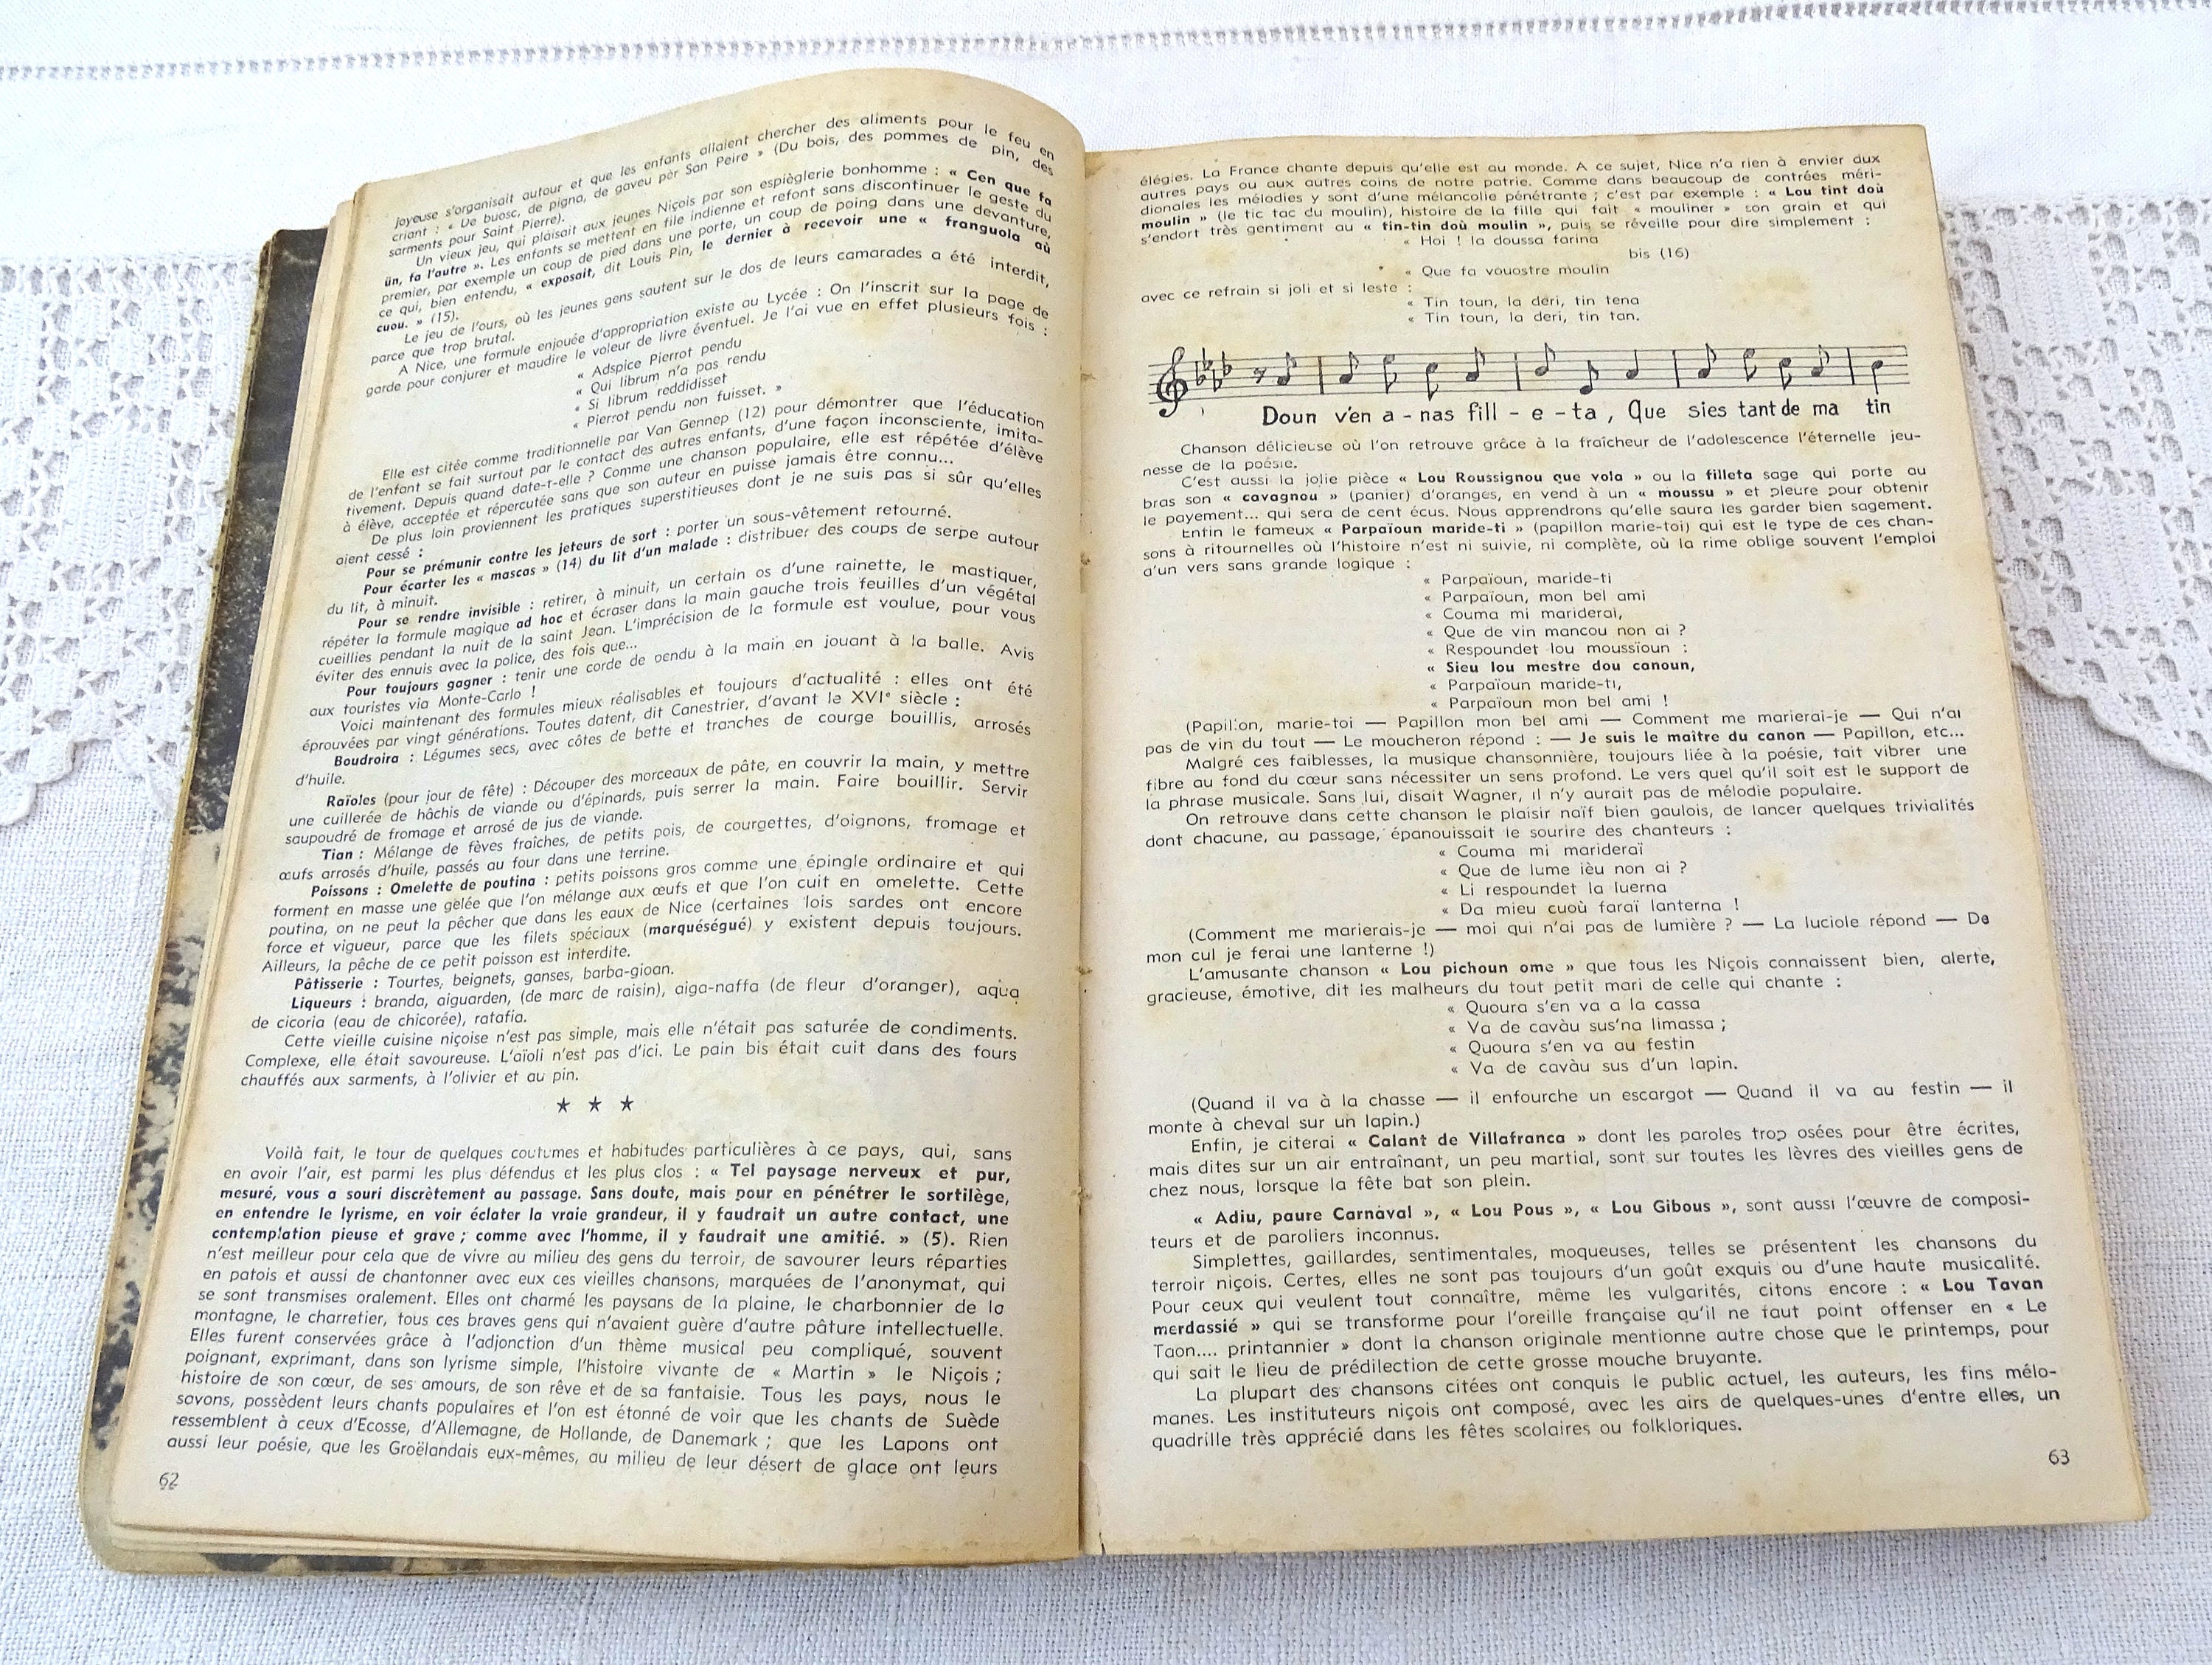 joyeuse s'organisait autour et que les enfants allaient chercher des aliments pour le feu en
criant : « De buosc, de pigna, de gaveu për San Peire » (Du bois, des pommes de pin, des
sarments pour Saint Pierre).
Un vieux jeu, qui plaisait aux jeunes Niçois par son espièglerie bonhomme : « Cen que fa
ün, fa l'autre ». Les enfants se mettent en file indienne et refont sans discontinuer le geste du
premier, par exemple un coup de pied dans une porte, un coup de poing dans une devanture,
ce qui, bien entendu, « exposait, dit Louis Pin, le dernier à recevoir une « franguola aù
cuou. » (15).
Le jeu de l'ours, où les jeunes gens sautent sur le dos de leurs camarades a été interdit,
parce que trop brutal.
A Nice, une formule enjouée d'appropriation existe au Lycée : On l'inscrit sur la page de
garde pour conjurer et maudire le voleur de livre éventuel. Je l'ai vue en effet plusieurs fois :
« Adspice Pierrot pendu
« Qui librum n'a pas rendu
« Si librum reddidisset
« Pierrot pendu non fuisset. »
Elle est citée comme traditionnelle par Van Gennep (12) pour démontrer que l'éducation
de l'enfant se fait surtout par le contact des autres enfants, d'une façon inconsciente, imita-
tivement. Depuis quand date-t-elle ? Comme une chanson populaire, elle est répétée d'élève
à élève, acceptée et répercutée sans que son auteur en puisse jamais être connu...
De plus loin proviennent les pratiques superstitieuses dont je ne suis pas si sûr qu'elles
aient cessé :
Pour se prémunir contre les jeteurs de sort : porter un sous-vêtement retourné.
Pour écarter les « mascas » (14) du lit d'un malade : distribuer des coups de serpe autour
du lit, à minuit.
Pour se rendre invisible : retirer, à minuit, un certain os d'une rainette, le mastiquer,
répéter la formule magique ad hoc et écraser dans la main gauche trois feuilles d'un végétal
cueillies pendant la nuit de la saint Jean. L'imprécision de la formule est voulue, pour vous
éviter des ennuis avec la police, des fois que...
Pour toujours gagner : tenir une corde de pendu à la main en jouant à la balle. Avis
aux touristes via Monte-Carlo !
Voici maintenant des formules mieux réalisables et toujours d'actualité : elles ont été
éprouvées par vingt générations. Toutes datent, dit Canestrier, d'avant le XVIe siècle :
Boudroira : Légumes secs, avec côtes de bette et tranches de courge bouillis, arrosés
d'huile.
Raïoles (pour jour de fête) : Découper des morceaux de pâte, en couvrir la main, y mettre
une cuillerée de hâchis de viande ou d'épinards, puis serrer la main. Faire bouillir. Servir
saupoudré de fromage et arrosé de jus de viande.
Tian : Mélange de fèves fraîches, de petits pois, de courgettes, d'oignons, fromage et
œufs arrosés d'huile, passés au four dans une terrine.
Poissons : Omelette de poutina : petits poissons gros comme une épingle ordinaire et qui
forment en masse une gelée que l'on mélange aux œufs et que l'on cuit en omelette. Cette
poutina, on ne peut la pêcher que dans les eaux de Nice (certaines lois sardes ont encore
force et vigueur, parce que les filets spéciaux (marquéségué) y existent depuis toujours.
Ailleurs, la pêche de ce petit poisson est interdite.
Pâtisserie : Tourtes, beignets, ganses, barba-gioan.
Liqueurs : branda, aiguarden, (de marc de raisin), aiga-naffa (de fleur d'oranger), aqua
de cicoria (eau de chicorée), ratafia.
Cette vieille cuisine niçoise n'est pas simple, mais elle n'était pas saturée de condiments.
Complexe, elle était savoureuse. L'aïoli n'est pas d'ici. Le pain bis était cuit dans des fours
chauffés aux sarments, à l'olivier et au pin.
★ ★ ★
Voilà fait, le tour de quelques coutumes et habitudes particulières à ce pays, qui, sans
en avoir l'air, est parmi les plus défendus et les plus clos : « Tel paysage nerveux et pur,
mesuré, vous a souri discrètement au passage. Sans doute, mais pour en pénétrer le sortilège,
en entendre le lyrisme, en voir éclater la vraie grandeur, il y faudrait un autre contact, une
contemplation pieuse et grave ; comme avec l'homme, il y faudrait une amitié. » (5). Rien
n'est meilleur pour cela que de vivre au milieu des gens du terroir, de savourer leurs réparties
en patois et aussi de chantonner avec eux ces vieilles chansons, marquées de l'anonymat, qui
se sont transmises oralement. Elles ont charmé les paysans de la plaine, le charbonnier de la
montagne, le charretier, tous ces braves gens qui n'avaient guère d'autre pâture intellectuelle.
Elles furent conservées grâce à l'adjonction d'un thème musical peu compliqué, souvent
poignant, exprimant, dans son lyrisme simple, l'histoire vivante de « Martin » le Niçois ;
histoire de son cœur, de ses amours, de son rêve et de sa fantaisie. Tous les pays, nous le
savons, possèdent leurs chants populaires et l'on est étonné de voir que les chants de Suède
ressemblent à ceux d'Ecosse, d'Allemagne, de Hollande, de Danemark ; que les Lapons ont
aussi leur poésie, que les Groëlandais eux-mêmes, au milieu de leur désert de glace ont leurs
62
élégies. La France chante depuis qu'elle est au monde. A ce sujet, Nice n'a rien à envier aux
autres pays ou aux autres coins de notre patrie. Comme dans beaucoup de contrées méri-
dionales les mélodies y sont d'une mélancolie pénétrante ; c'est par exemple : « Lou tint doù
moulin » (le tic tac du moulin), histoire de la fille qui fait « mouliner » son grain et qui
s'endort très gentiment au « tin-tin doù moulin », puis se réveille pour dire simplement :
« Hoi ! la doussa farina
bis (16)
« Que fa vouostre moulin
avec ce refrain si joli et si leste :
« Tin toun, la deri, tin tena
« Tin toun, la deri, tin tan.
Doun v'en a - nas fill - e - ta , Que sies tant de ma tin
Chanson délicieuse où l'on retrouve grâce à la fraîcheur de l'adolescence l'éternelle jeu-
nesse de la poésie.
C'est aussi la jolie pièce « Lou Roussignou que vola » ou la filleta sage qui porte au
bras son « cavagnou » (panier) d'oranges, en vend à un « moussu » et pleure pour obtenir
le payement... qui sera de cent écus. Nous apprendrons qu'elle saura les garder bien sagement.
Enfin le fameux « Parpaïoun maride-ti » (papillon marie-toi) qui est le type de ces chan-
sons à ritournelles où l'histoire n'est ni suivie, ni complète, où la rime oblige souvent l'emploi
d'un vers sans grande logique :
« Parpaïoun, maride-ti
« Parpaïoun, mon bel ami
« Couma mi mariderai,
« Que de vin mancou non ai ?
« Respoundet lou moussioun :
« Sieu lou mestre dou canoun,
« Parpaïoun maride-ti,
« Parpaïoun mon bel ami !
(Papillon, marie-toi — Papillon mon bel ami — Comment me marierai-je — Qui n'ai
pas de vin du tout — Le moucheron répond : — Je suis le maître du canon — Papillon, etc...
Malgré ces faiblesses, la musique chansonnière, toujours liée à la poésie, fait vibrer une
fibre au fond du cœur sans nécessiter un sens profond. Le vers quel qu'il soit est le support de
la phrase musicale. Sans lui, disait Wagner, il n'y aurait pas de mélodie populaire.
On retrouve dans cette chanson le plaisir naïf bien gaulois, de lancer quelques trivialités
dont chacune, au passage, épanouissait le sourire des chanteurs :
« Couma mi marideraï
« Que de lume ièu non ai ?
« Li respoundet la luerna
« Da mieu cuoù faraï lanterna !
(Comment me marierais-je — moi qui n'ai pas de lumière ? — La luciole répond — De
mon cul je ferai une lanterne !)
L'amusante chanson « Lou pichoun ome » que tous les Niçois connaissent bien, alerte,
gracieuse, émotive, dit les malheurs du tout petit mari de celle qui chante :
« Quoura s'en va a la cassa
« Va de cavàu sus'na limassa ;
« Quoura s'en va au festin
« Va de cavàu sus d'un lapin.
(Quand il va à la chasse — il enfourche un escargot — Quand il va au festin — il
monte à cheval sur un lapin.)
Enfin, je citerai « Calant de Villafranca » dont les paroles trop osées pour être écrites,
mais dites sur un air entraînant, un peu martial, sont sur toutes les lèvres des vieilles gens de
chez nous, lorsque la fête bat son plein.
« Adiu, paure Carnaval », « Lou Pous », « Lou Gibous », sont aussi l'œuvre de composi-
teurs et de paroliers inconnus.
Simplettes, gaillardes, sentimentales, moqueuses, telles se présentent les chansons du
terroir niçois. Certes, elles ne sont pas toujours d'un goût exquis ou d'une haute musicalité.
Pour ceux qui veulent tout connaître, même les vulgarités, citons encore : « Lou Tavan
merdassié » qui se transforme pour l'oreille française qu'il ne faut point offenser en « Le
Taon.... printannier » dont la chanson originale mentionne autre chose que le printemps, pour
qui sait le lieu de prédilection de cette grosse mouche bruyante.
La plupart des chansons citées ont conquis le public actuel, les auteurs, les fins mélo-
manes. Les instituteurs niçois ont composé, avec les airs de quelques-unes d'entre elles, un
quadrille très apprécié dans les fêtes scolaires ou folkloriques.
63